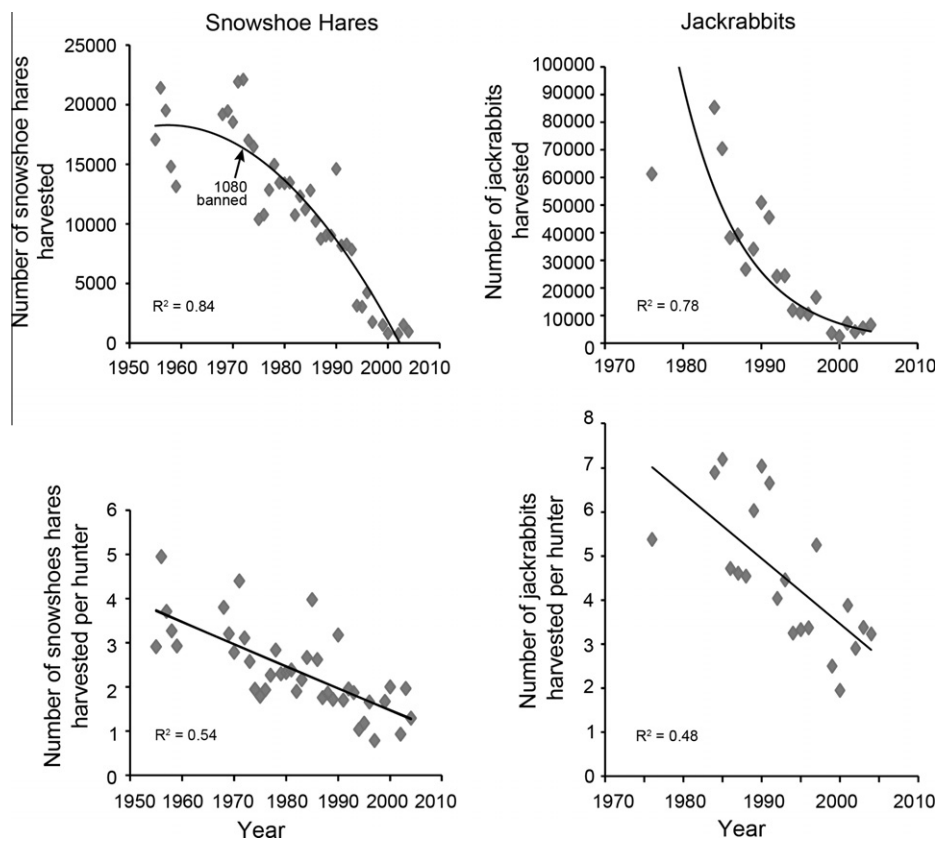 Snowshoe Hares
Number of snowshoe hares
harvested
25000
20000
15000
10000
5000
0
1080
banned
R² = 0.84
1950 1960 1970 1980 1990 2000 2010
Jackrabbits
Number of jackrabbits
harvested
100000
90000
80000
70000
60000
50000
40000
30000
20000
10000
0
R² = 0.78
1970 1980 1990 2000 2010
Number of snowshoes hares
harvested per hunter
6
5
4
3
2
1
0
R² = 0.54
1950 1960 1970 1980 1990 2000 2010
Year
Number of jackrabbits
harvested per hunter
8
7
6
5
4
3
2
1
0
R² = 0.48
1970 1980 1990 2000 2010
Year